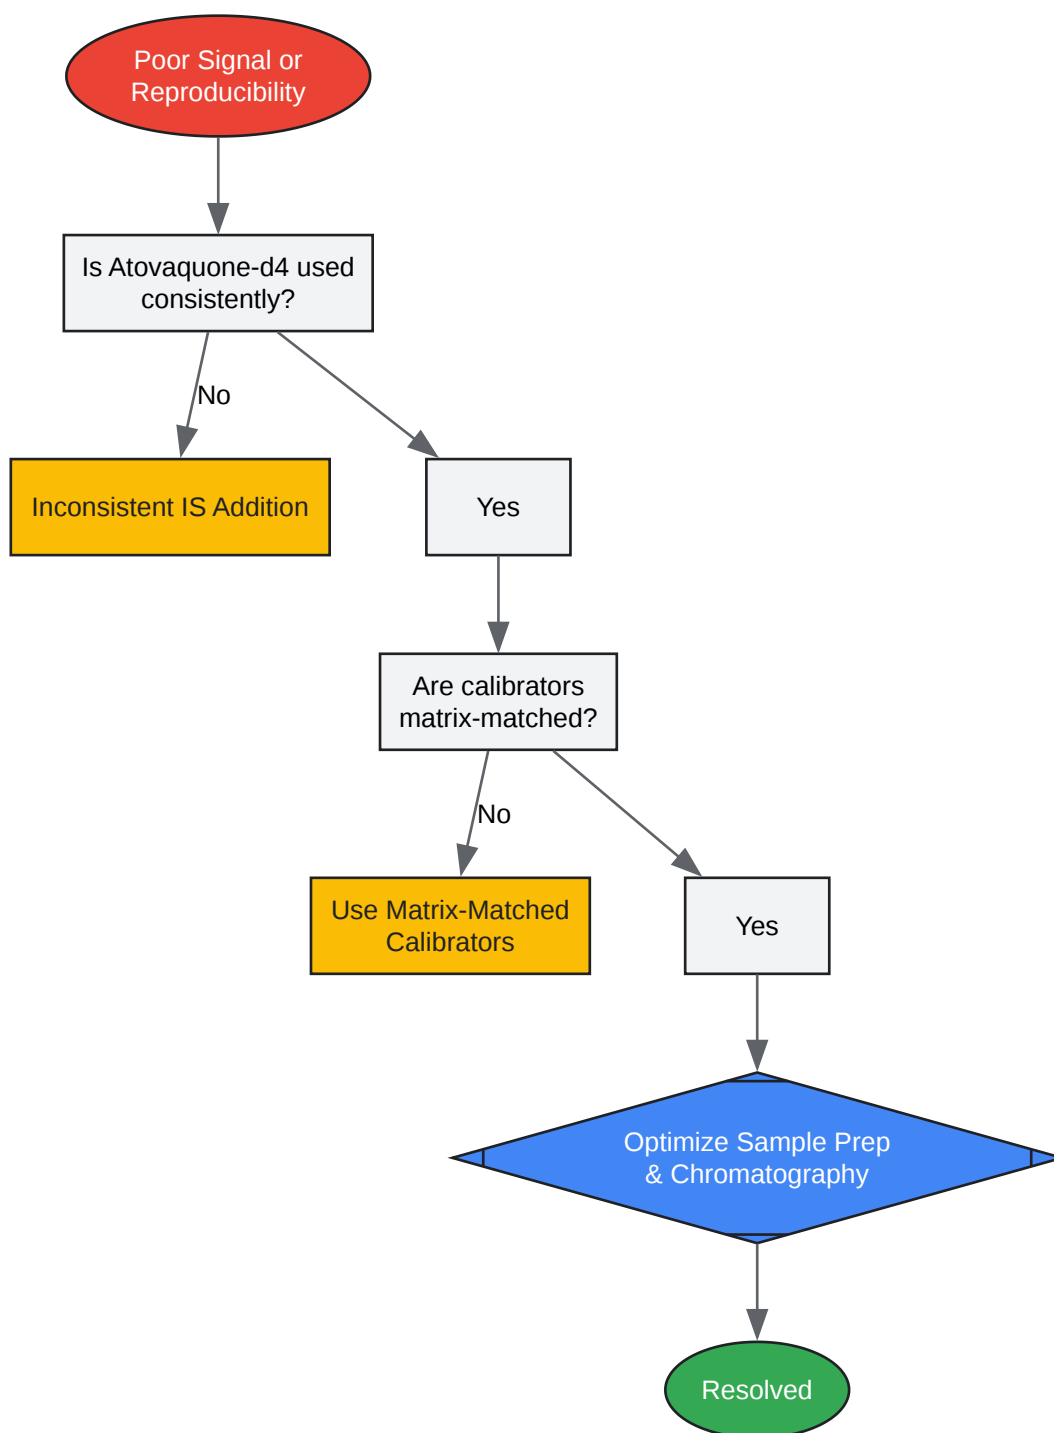 Poor Signal or
Reproducibility
Is Atovaquone-d4 used
consistently?
No
Inconsistent IS Addition
Yes
Are calibrators
matrix-matched?
No
Use Matrix-Matched
Calibrators
Yes
Optimize Sample Prep
& Chromatography
Resolved